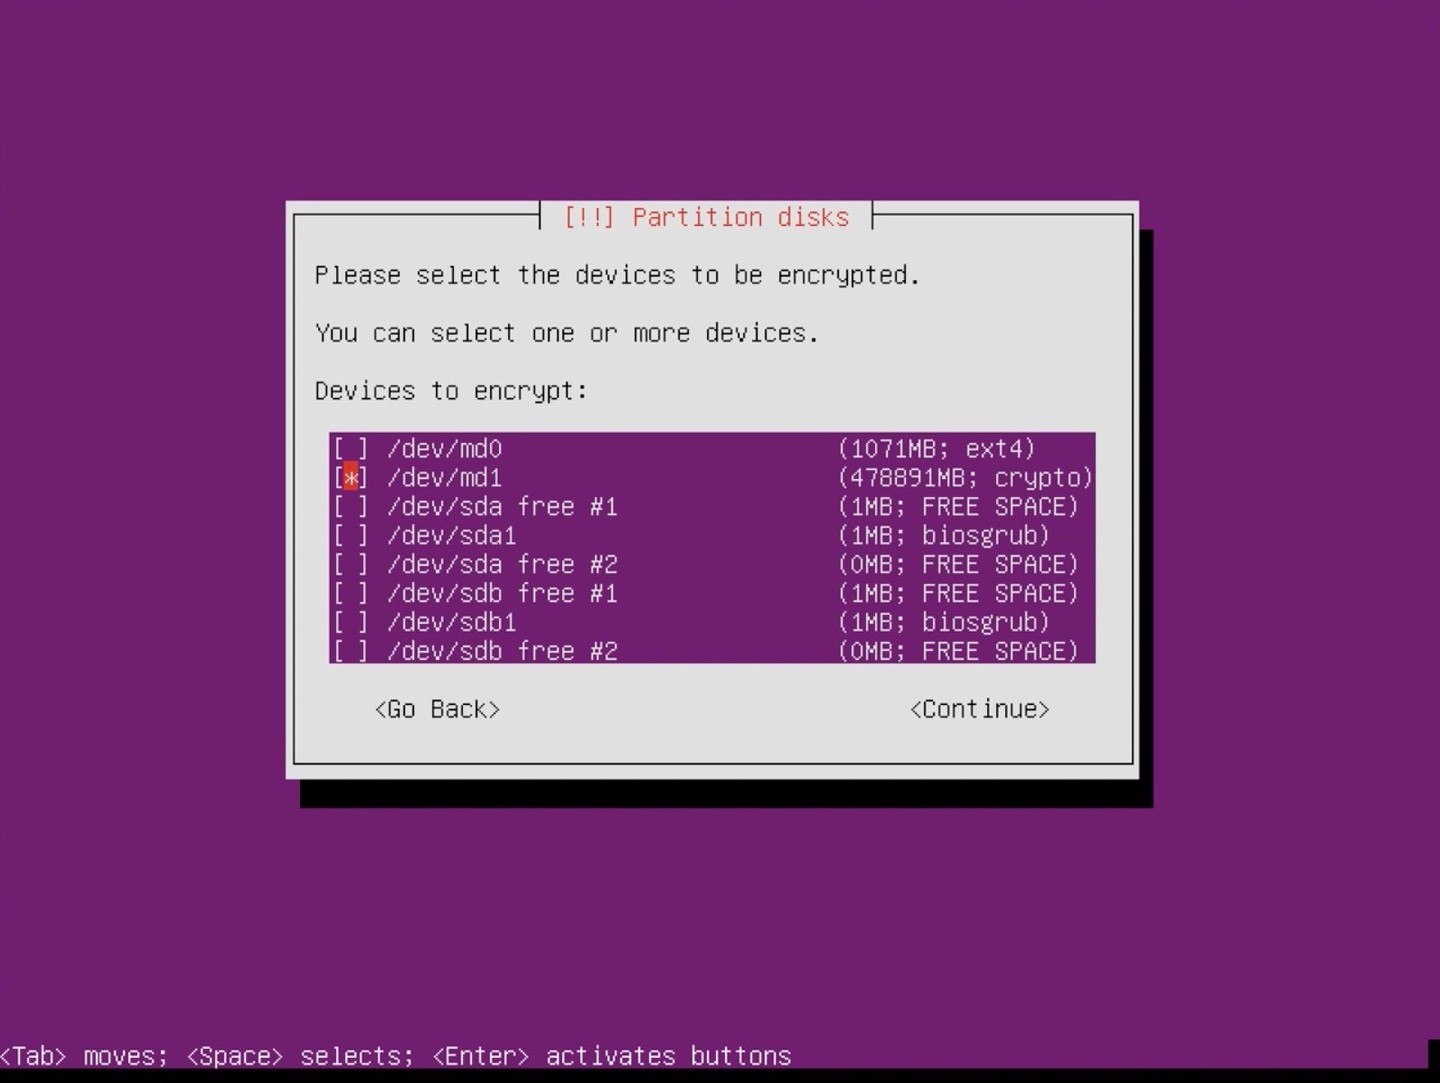 [!!] Partition disks
Please select the devices to be encrypted.
You can select one or more devices.
Devices to encrypt:
[ ] /dev/md0 (1071MB; ext4)
[*] /dev/md1 (478891MB; crypto)
[ ] /dev/sda free #1 (1MB; FREE SPACE)
[ ] /dev/sda1 (1MB; biosgrub)
[ ] /dev/sda free #2 (0MB; FREE SPACE)
[ ] /dev/sdb free #1 (1MB; FREE SPACE)
[ ] /dev/sdb1 (1MB; biosgrub)
[ ] /dev/sdb free #2 (0MB; FREE SPACE)
<Go Back> <Continue>
<Tab> moves; <Space> selects; <Enter> activates buttons